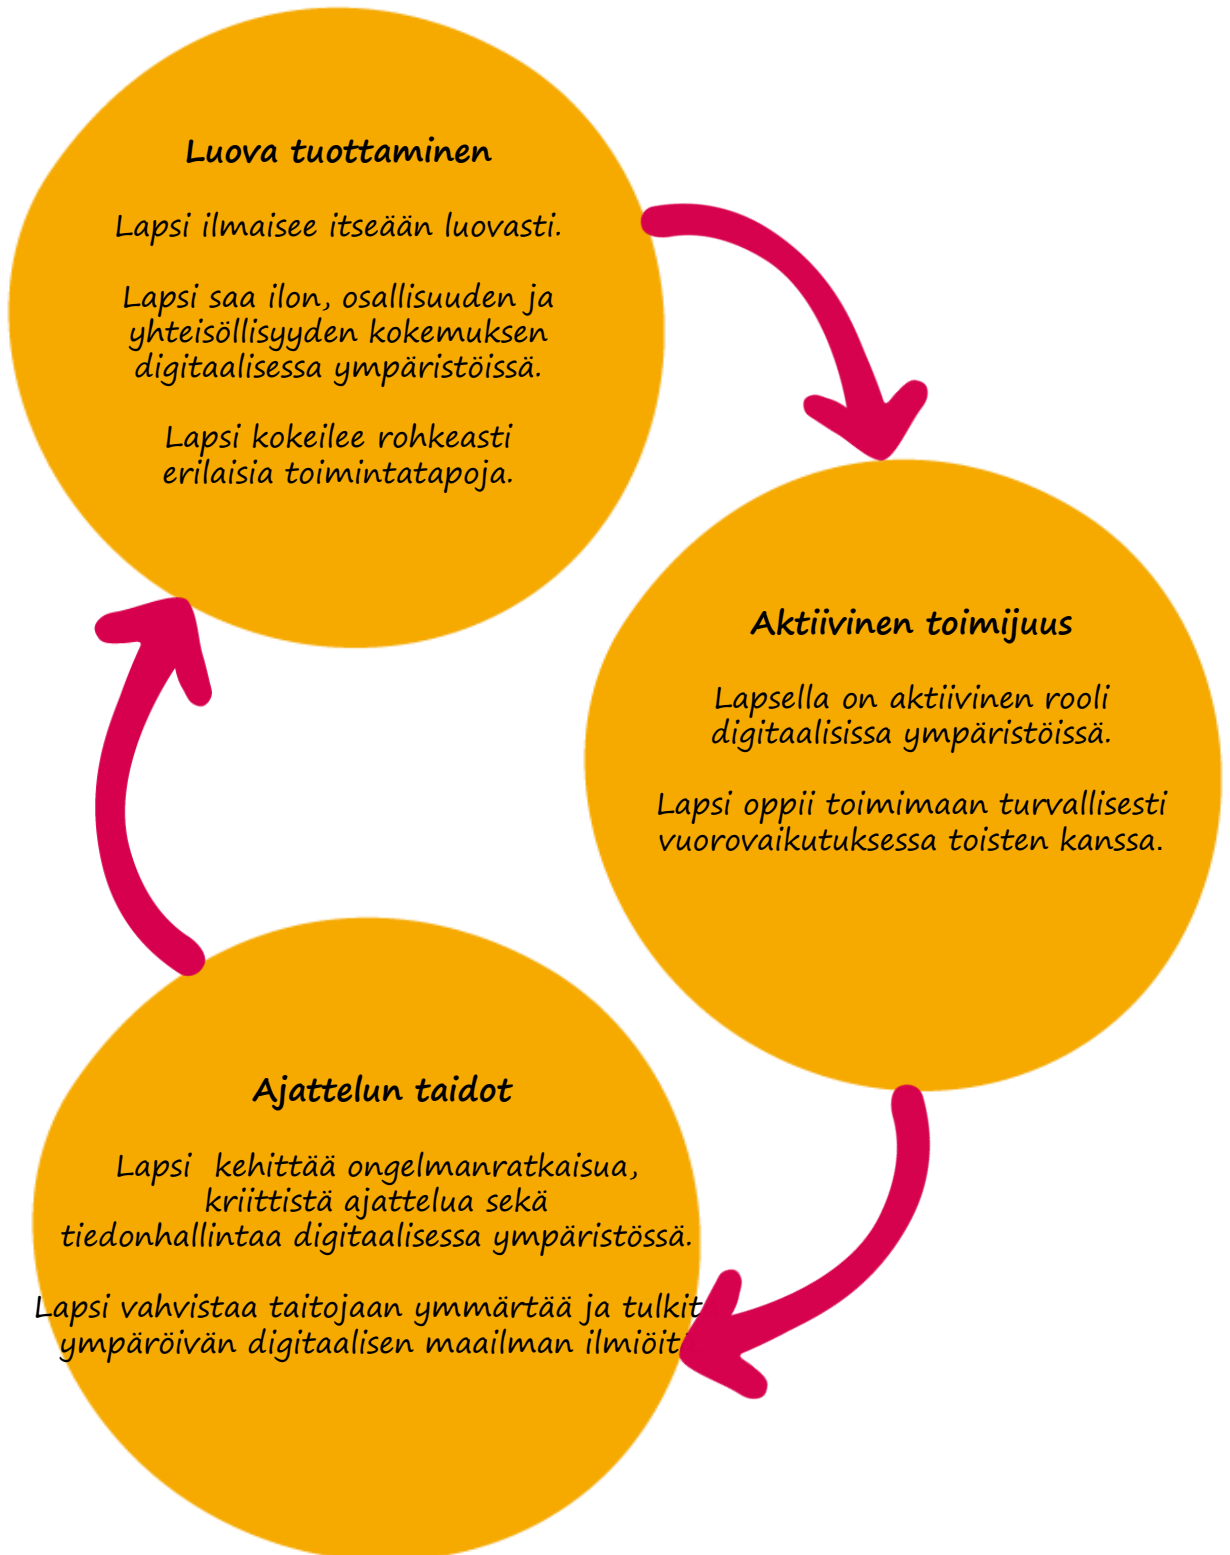 Luova tuottaminen
Lapsi ilmaisee itseään luovasti.
Lapsi saa ilon, osallisuuden ja
yhteisöllisyyden kokemuksen
digitaalisessa ympäristöissä.
Lapsi kokeilee rohkeasti
erilaisia toimintatapoja.
Aktiivinen toimijuus
Lapsella on aktiivinen rooli
digitaalisissa ympäristöissä.
Lapsi oppii toimimaan turvallisesti
vuorovaikutuksessa toisten kanssa.
Ajattelun taidot
Lapsi kehittää ongelmanratkaisua,
kriittistä ajattelua sekä
tiedonhallintaa digitaalisessa ympäristössä.
Lapsi vahvistaa taitojaan ymmärtää ja tulkit
ympäröivän digitaalisen maailman ilmiöit